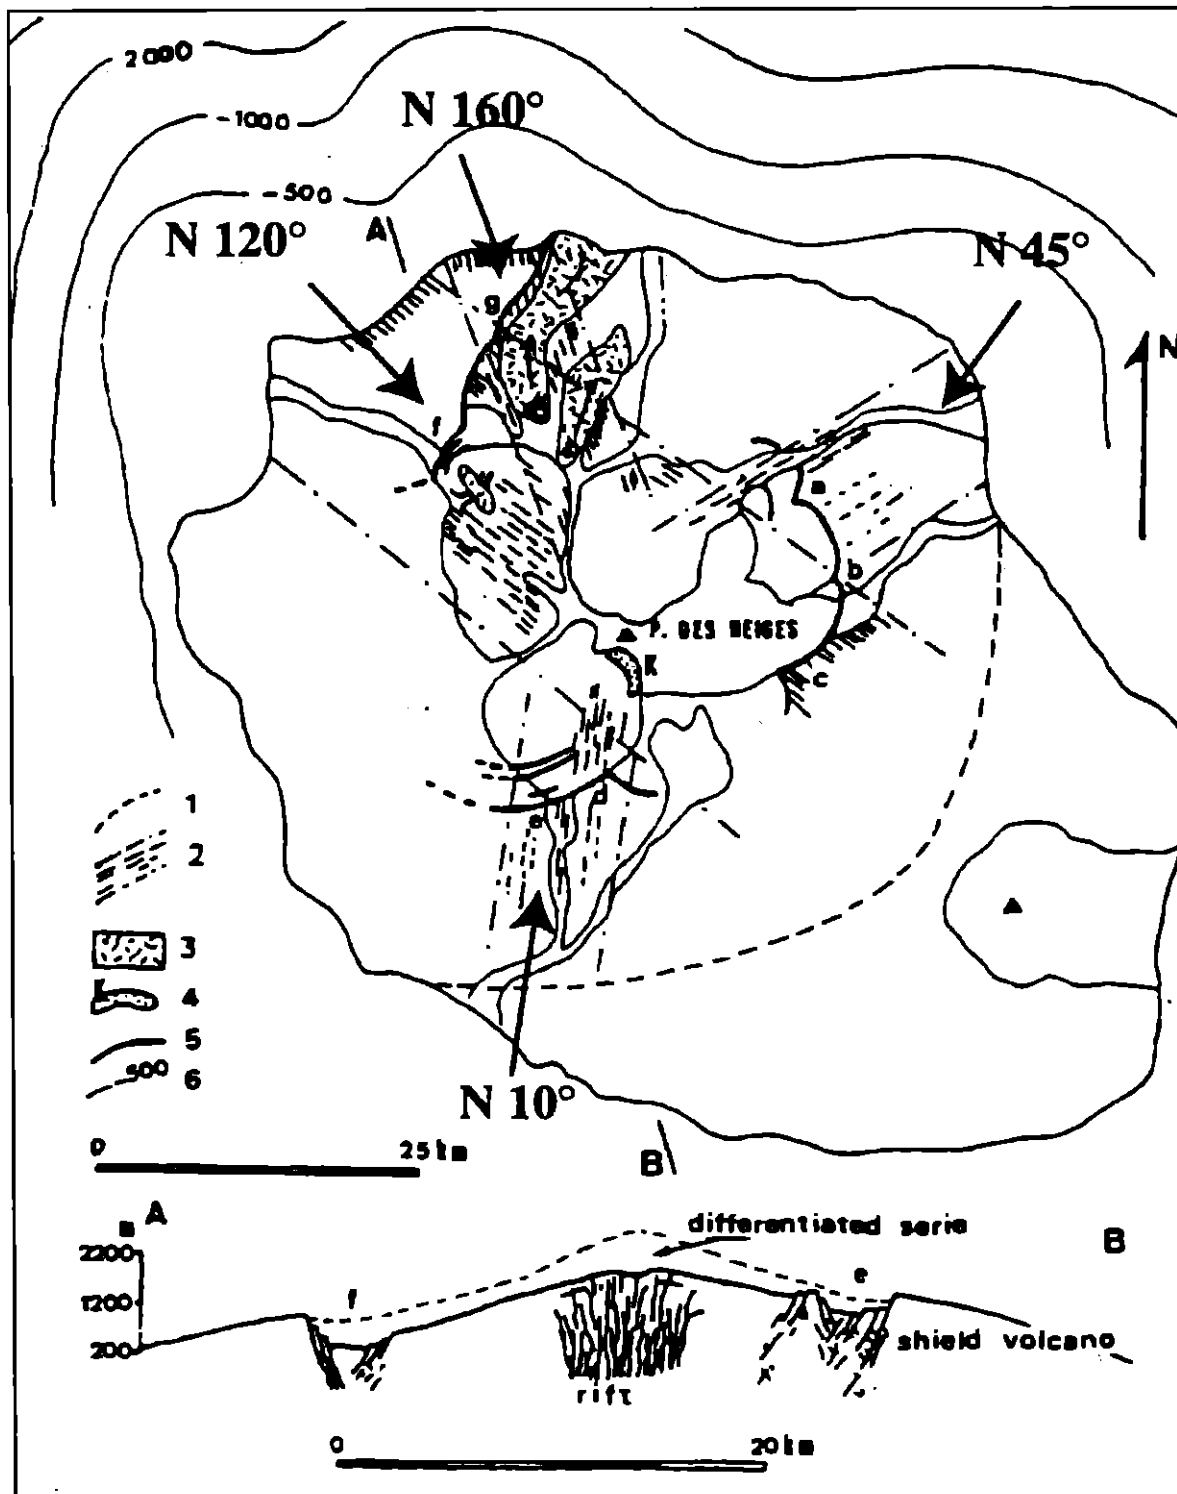 2000
-1000
-500
N 160°
N 120°
N 45°
A
N
g
f
a
b
P. DES NEIGES
K
c
d
e
1
2
3
K
4
5
500
6
N 10°
0
25 km
B
m
A
differentiated serie
B
2200
1200
200
f
e
shield volcano
rift
0
20 km